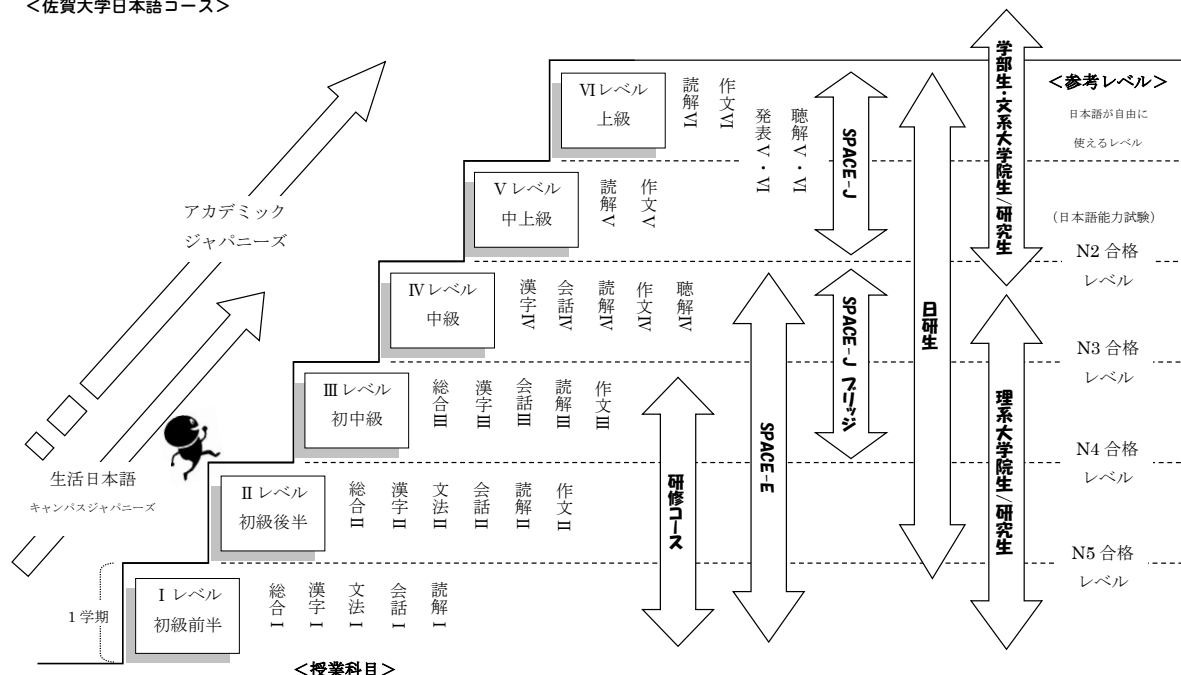 <佐賀大学日本語コース>
VIレベル
上級
読解VI
作文VI
発表V・VI
聴解V・VI
Vレベル
中上級
読解V
作文V
IVレベル
中級
漢字IV
会話IV
読解IV
作文IV
聴解IV
IIIレベル
初中級
総合III
漢字III
会話III
読解III
作文III
IIレベル
初級後半
総合II
漢字II
文法II
会話II
読解II
作文II
Iレベル
初級前半
総合I
漢字I
文法I
会話I
読解I
1学期
<授業科目>
アカデミック
ジャパニーズ
生活日本語
キャンパスジャパニーズ
研修コース
SPACE-E
SPACE-J
SPACE-J ブリッジ
日研生
学部生・文系大学院生/研究生
理系大学院生/研究生
<参考レベル>
日本語が自由に
使えるレベル
(日本語能力試験)
N2 合格
レベル
N3 合格
レベル
N4 合格
レベル
N5 合格
レベル